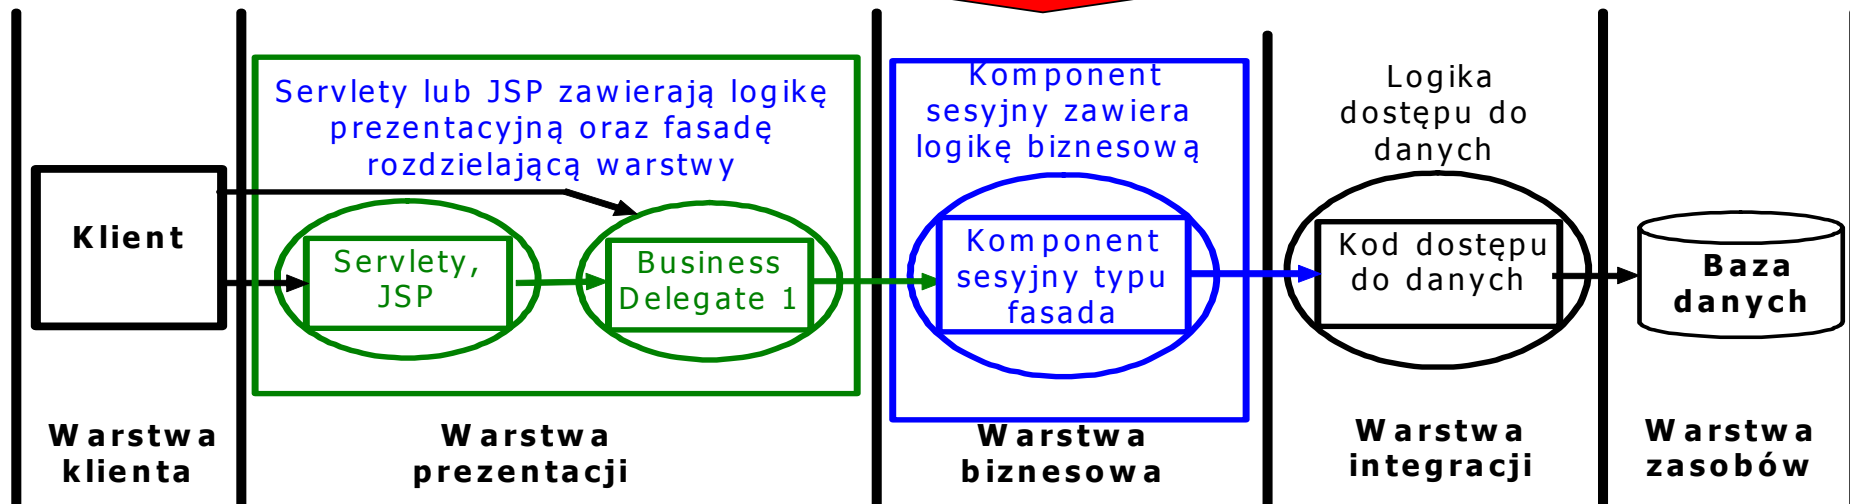 Servlety lub JSP zawierają logikę
prezentacyjną oraz fasadę
rozdzielającą warstwy
Komponent
sesyjny zawiera
logikę biznesową
Logika
dostępu do
danych
Klient
Servlety,
JSP
Business
Delegate 1
Komponent
sesyjny typu
fasada
Kod dostępu
do danych
Baza
danych
Warstwa
klienta
Warstwa
prezentacji
Warstwa
biznesowa
Warstwa
integracji
Warstwa
zasobów